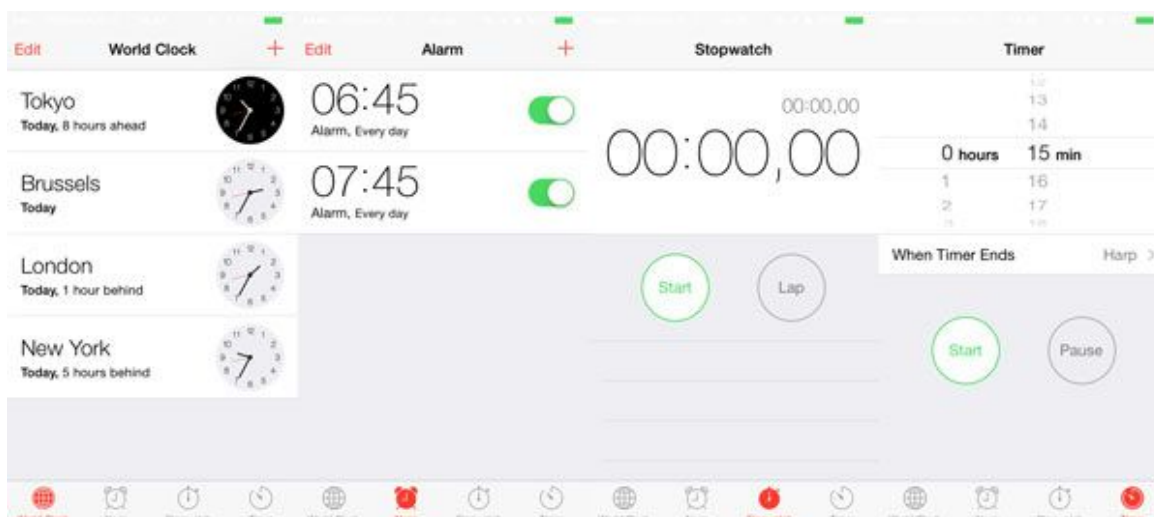 Edit World Clock +
Tokyo
Today, 8 hours ahead
Brussels
Today
London
Today, 1 hour behind
New York
Today, 5 hours behind
Edit Alarm +
06:45
Alarm, Every day
07:45
Alarm, Every day
Stopwatch
00:00,00
00:00,00
Start Lap
Timer
13
14
0 hours 15 min
1 16
2 17
When Timer Ends Harp >
Start Pause